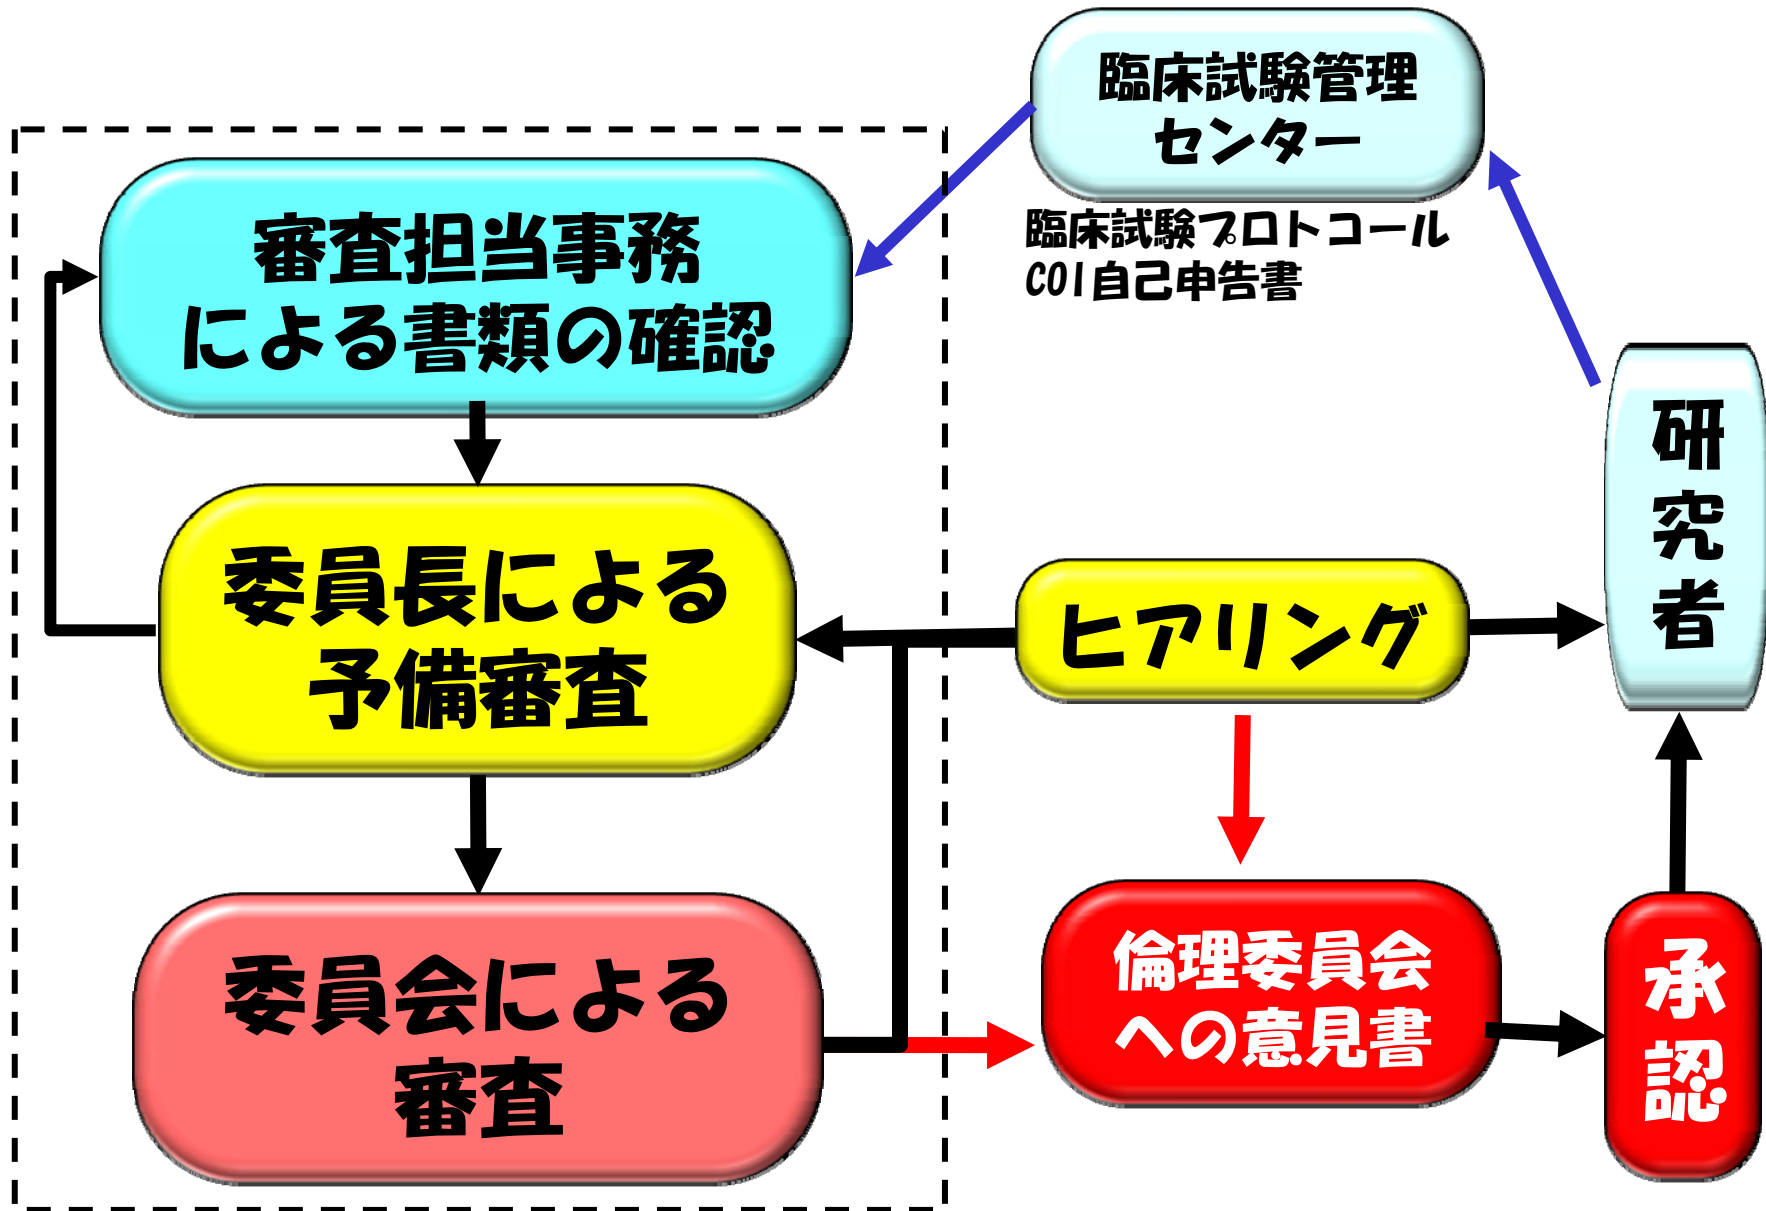 臨床試験管理
センター
臨床試験プロトコール
COI自己申告書
審査担当事務
による書類の確認
研究者
委員長による
予備審査
ヒアリング
委員会による
審査
倫理委員会
への意見書
承認